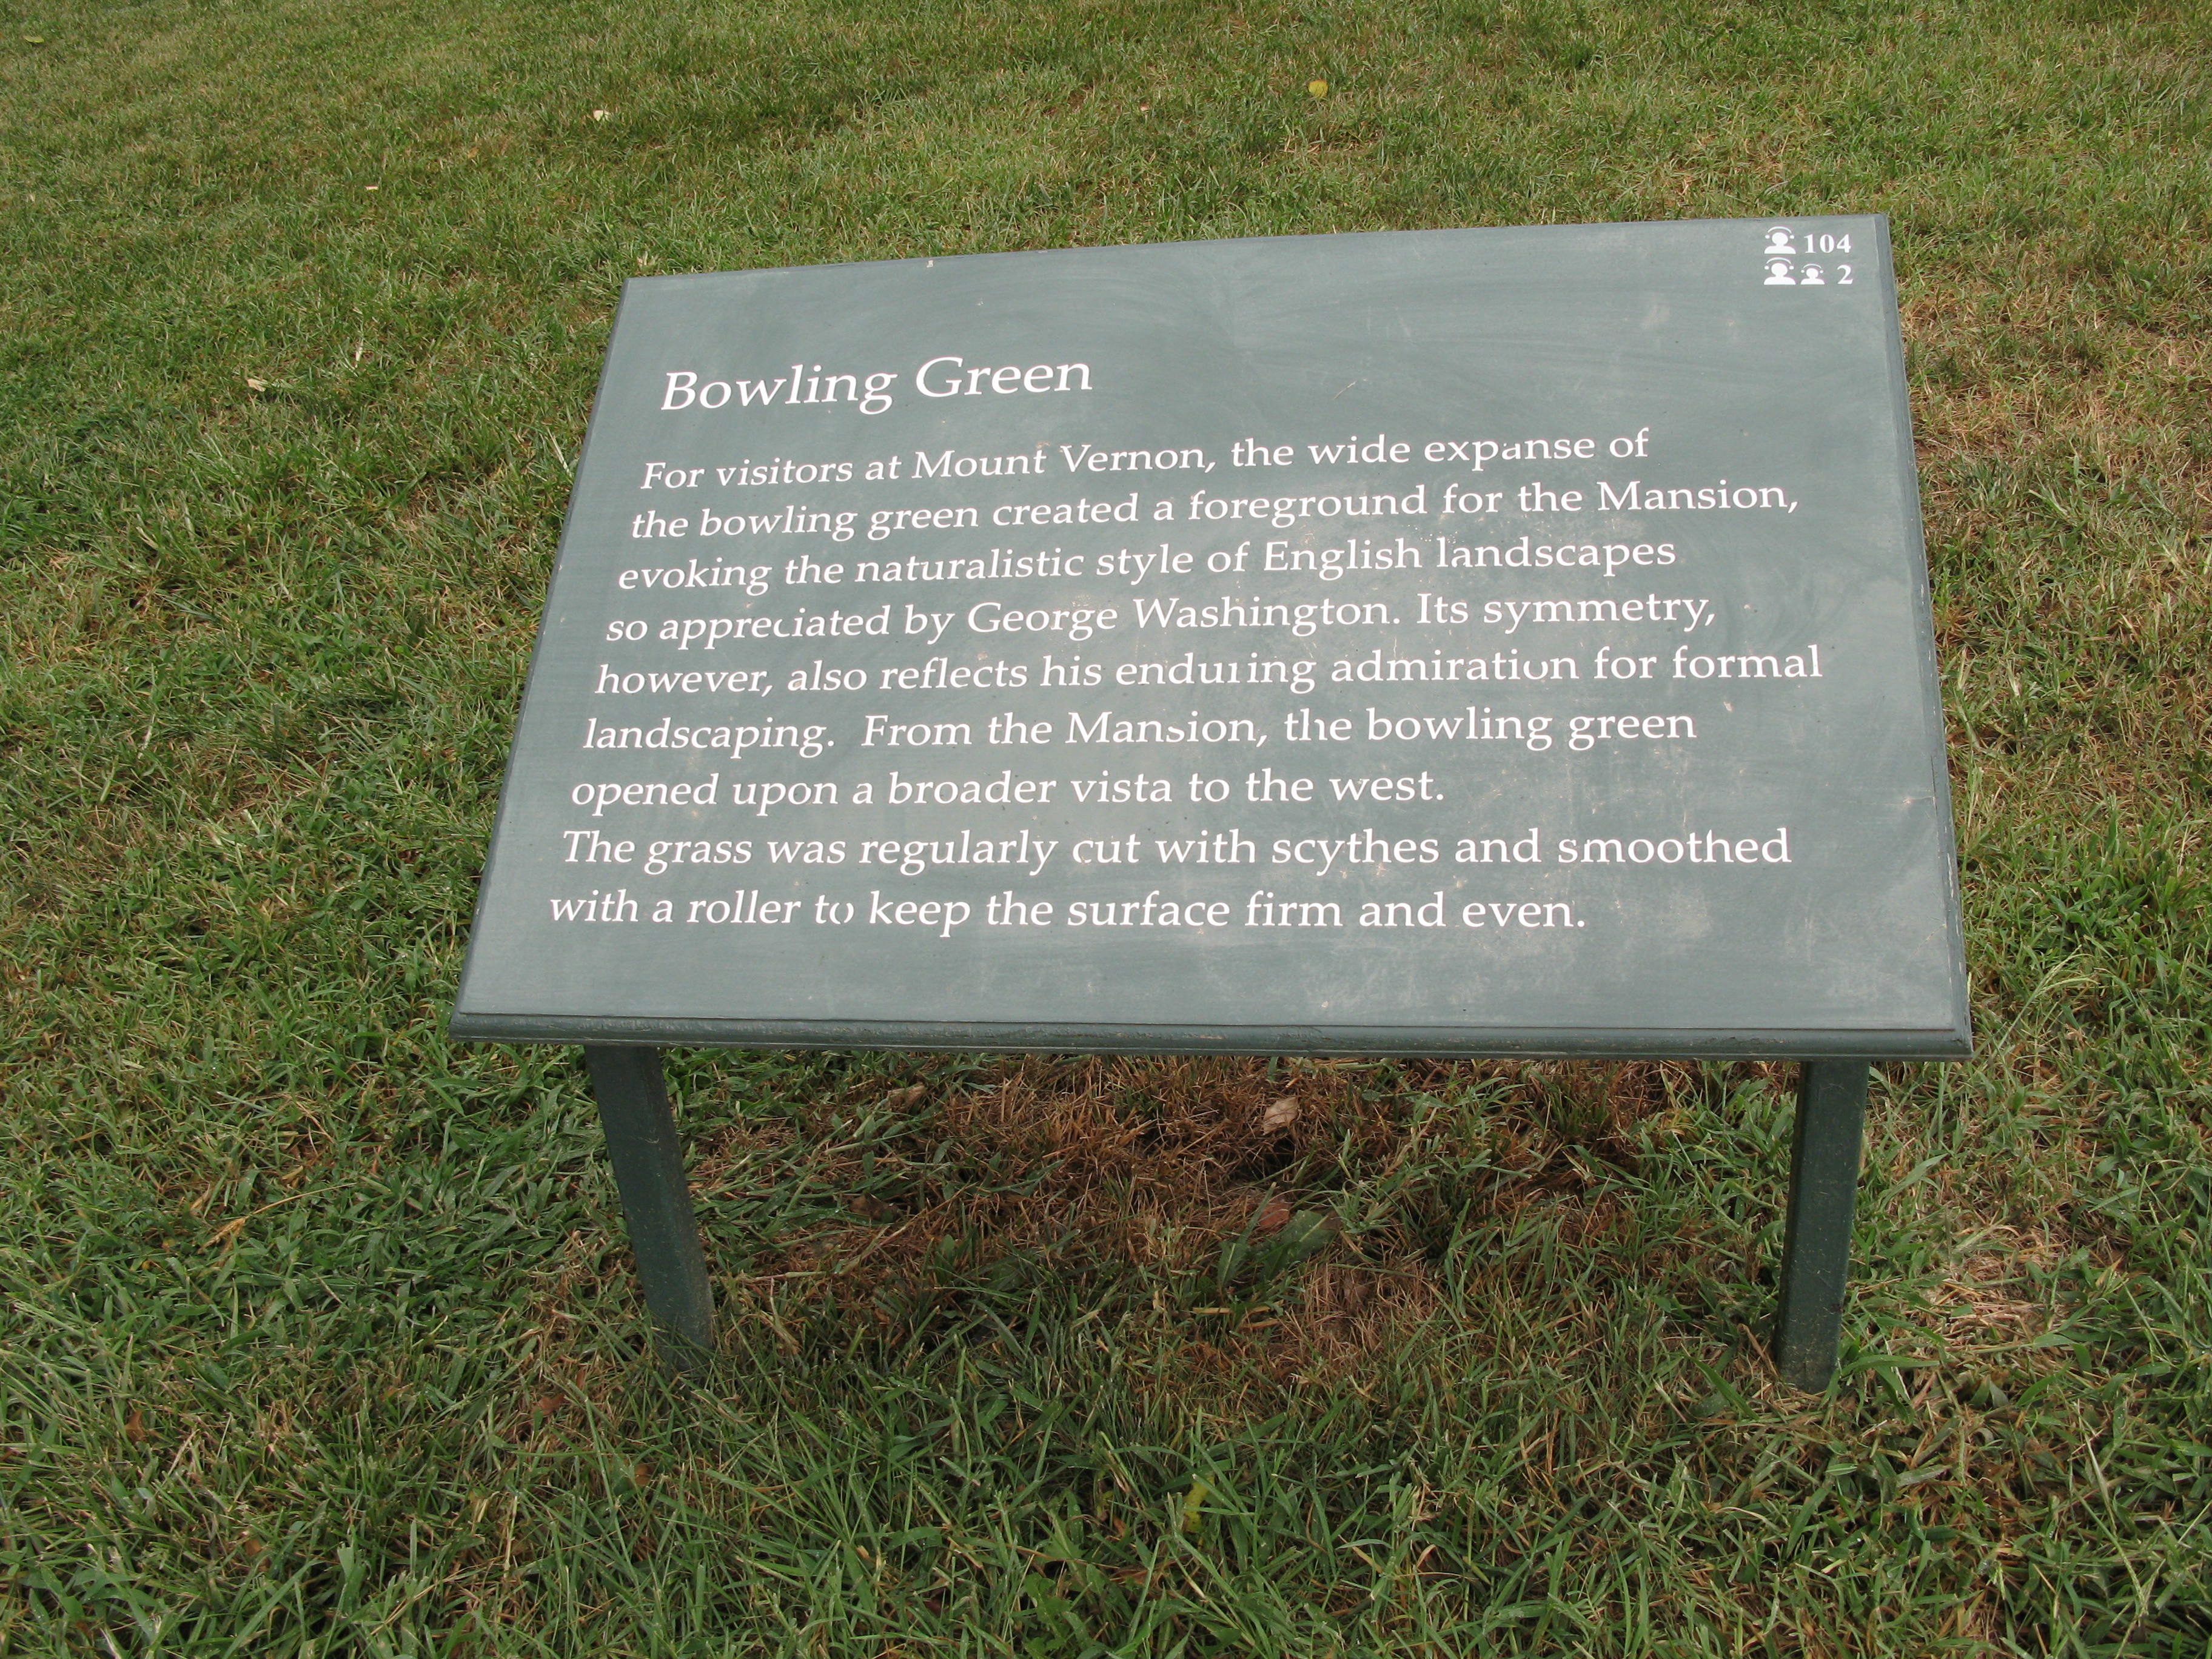 104
2
Bowling Green
For visitors at Mount Vernon, the wide expanse of
the bowling green created a foreground for the Mansion,
evoking the naturalistic style of English landscapes
so appreciated by George Washington. Its symmetry,
however, also reflects his enduring admiration for formal
landscaping. From the Mansion, the bowling green
opened upon a broader vista to the west.
The grass was regularly cut with scythes and smoothed
with a roller to keep the surface firm and even.